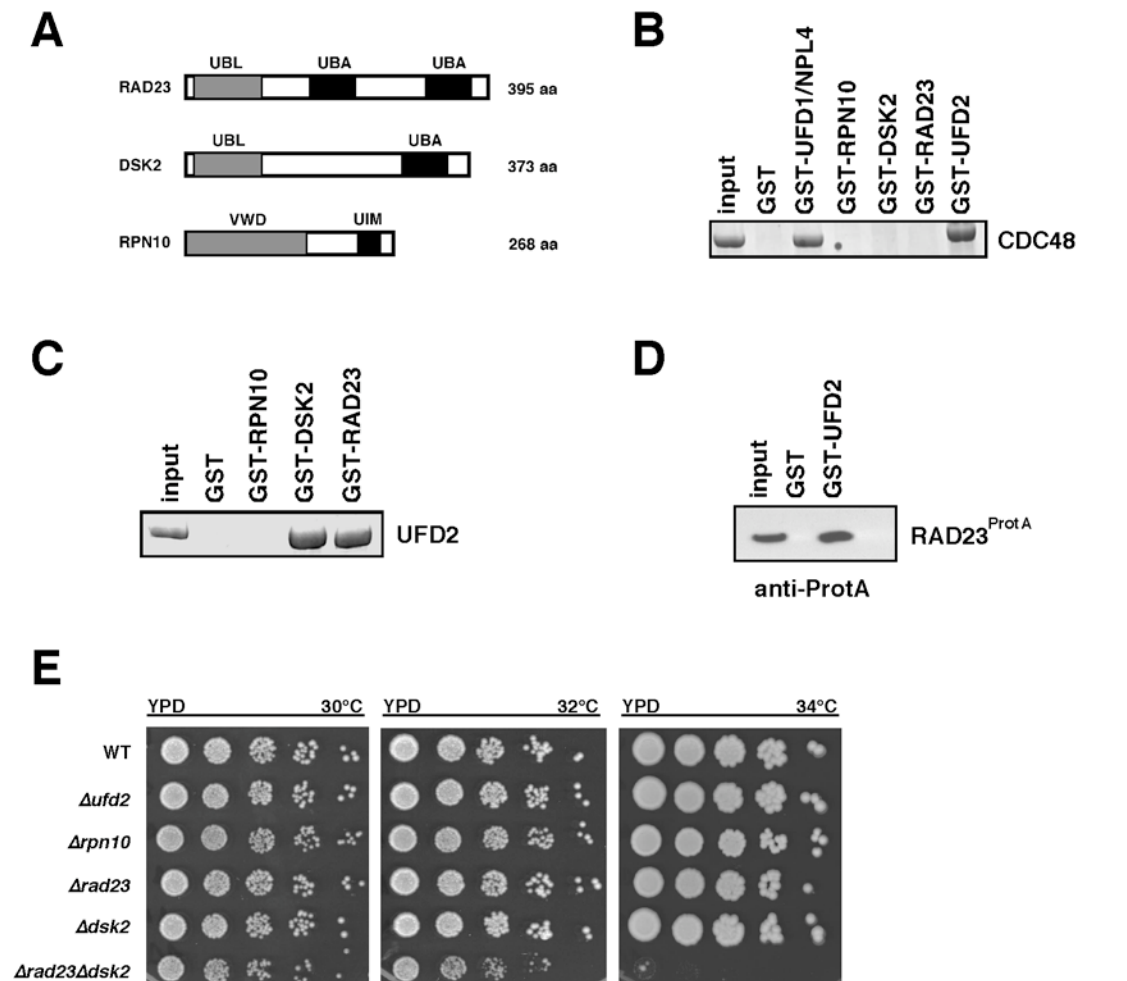 A
UBL UBA UBA
RAD23 395 aa
UBL UBA
DSK2 373 aa
VWD UIM
RPN10 268 aa
B
input
GST
GST-UFD1/NPL4
GST-RPN10
GST-DSK2
GST-RAD23
GST-UFD2
CDC48
C
input
GST
GST-RPN10
GST-DSK2
GST-RAD23
UFD2
D
input
GST
GST-UFD2
RAD23ProtA
anti-ProtA
E
YPD 30°C YPD 32°C YPD 34°C
WT
Δufd2
Δrpn10
Δrad23
Δdsk2
Δrad23Δdsk2